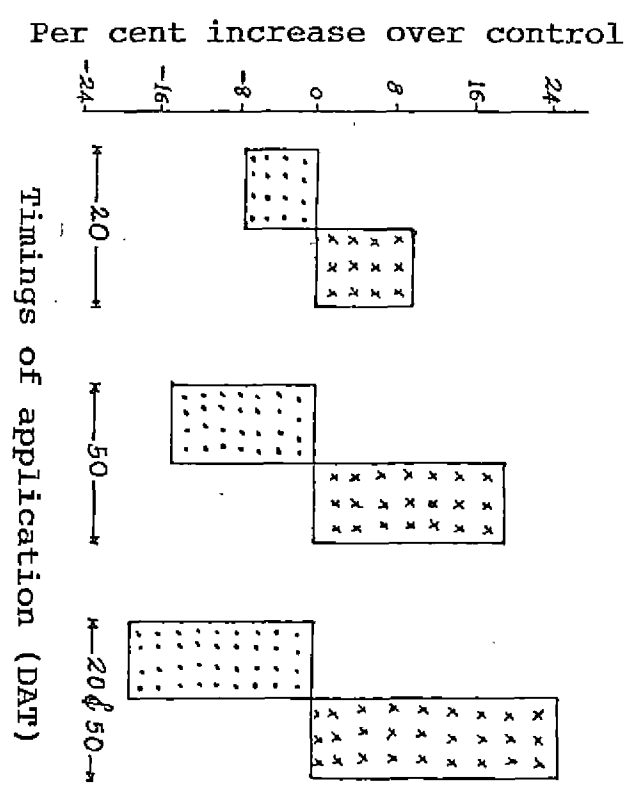 Per cent increase over control
-24 -16 -8 0 8 16 24
20
50
20 & 50
Timings of application (DAT)